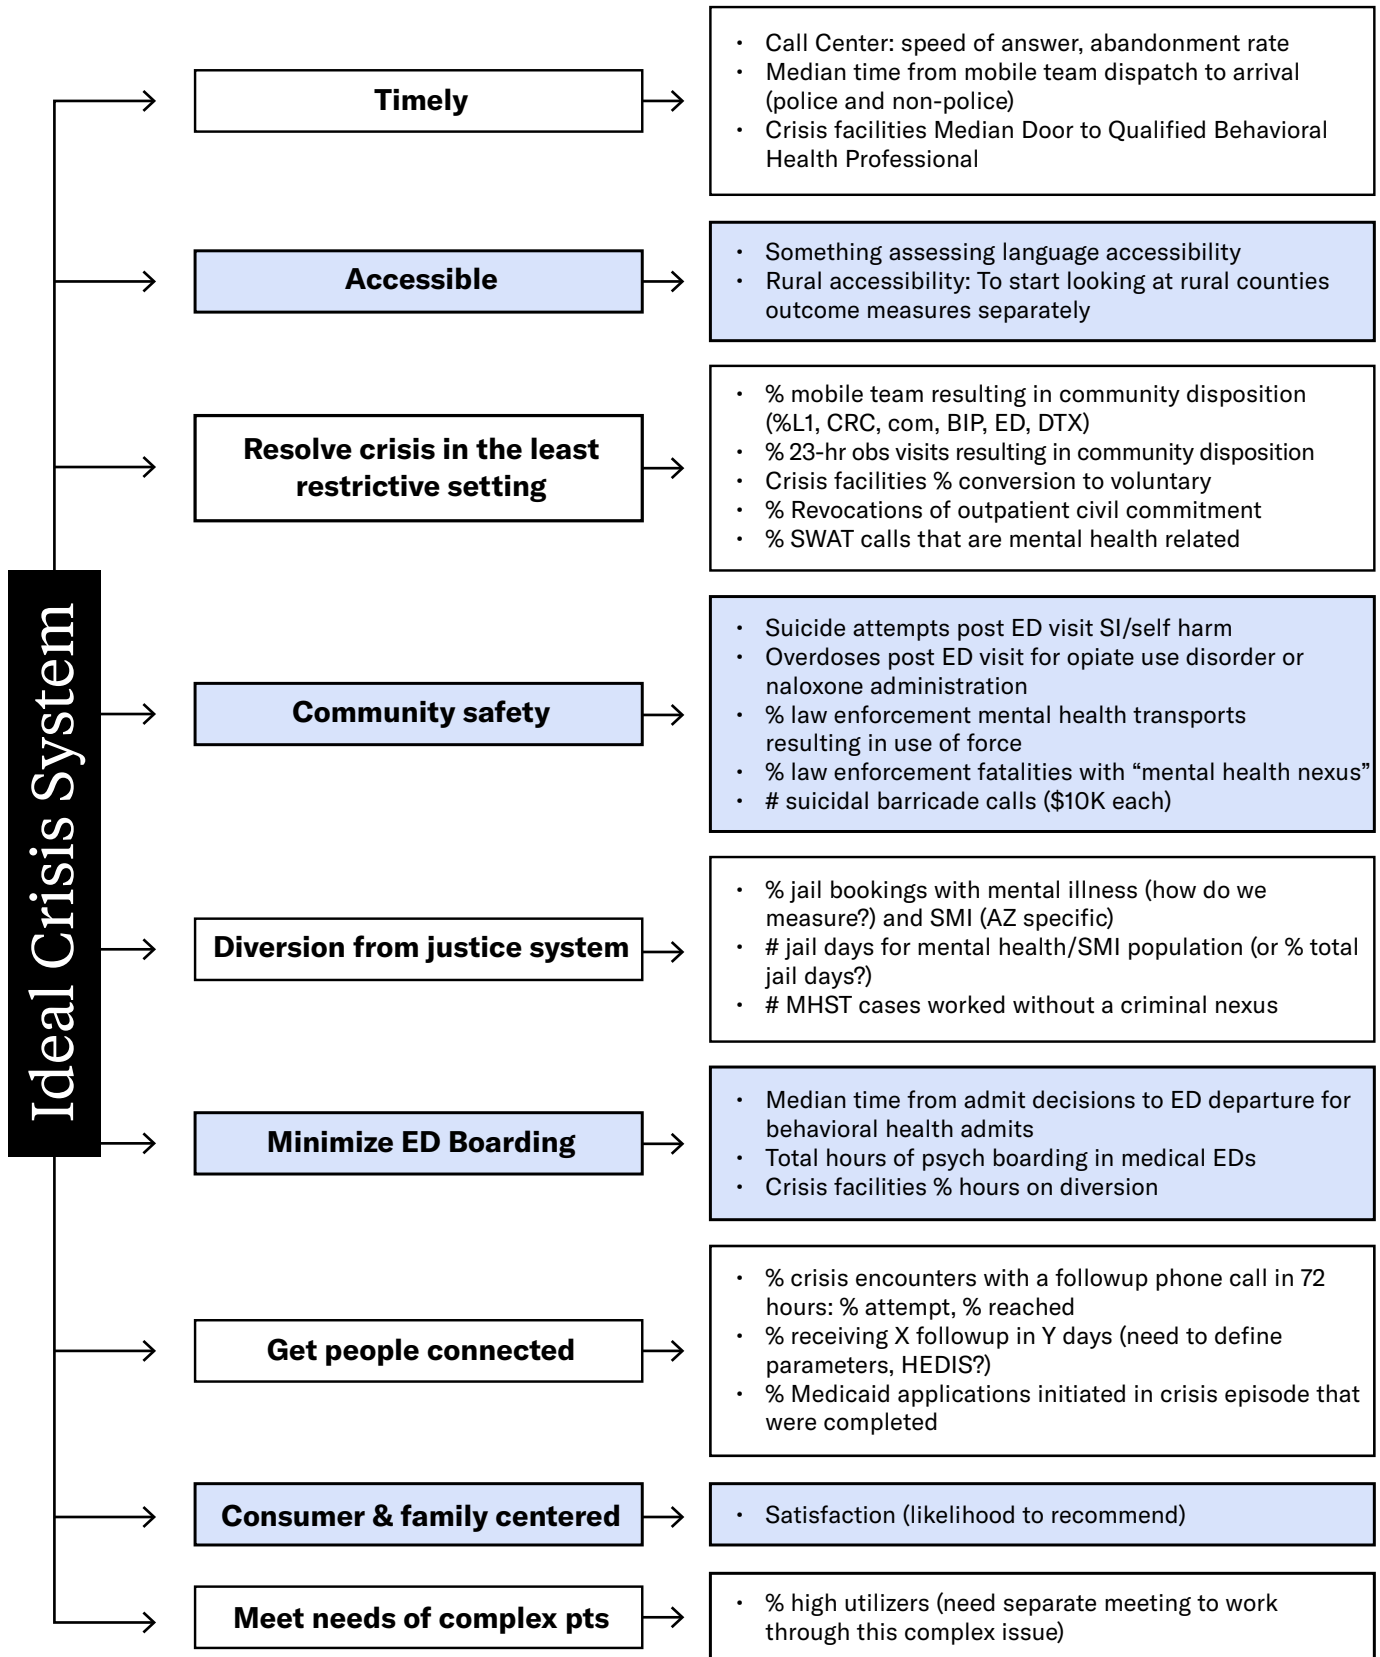 Ideal Crisis System
Timely
• Call Center: speed of answer, abandonment rate
• Median time from mobile team dispatch to arrival
(police and non-police)
• Crisis facilities Median Door to Qualified Behavioral
Health Professional
Accessible
• Something assessing language accessibility
• Rural accessibility: To start looking at rural counties
outcome measures separately
Resolve crisis in the least
restrictive setting
• % mobile team resulting in community disposition
(%L1, CRC, com, BIP, ED, DTX)
• % 23-hr obs visits resulting in community disposition
• Crisis facilities % conversion to voluntary
• % Revocations of outpatient civil commitment
• % SWAT calls that are mental health related
Community safety
• Suicide attempts post ED visit SI/self harm
• Overdoses post ED visit for opiate use disorder or
naloxone administration
• % law enforcement mental health transports
resulting in use of force
• % law enforcement fatalities with “mental health nexus”
• # suicidal barricade calls ($10K each)
Diversion from justice system
• % jail bookings with mental illness (how do we
measure?) and SMI (AZ specific)
• # jail days for mental health/SMI population (or % total
jail days?)
• # MHST cases worked without a criminal nexus
Minimize ED Boarding
• Median time from admit decisions to ED departure for
behavioral health admits
• Total hours of psych boarding in medical EDs
• Crisis facilities % hours on diversion
Get people connected
• % crisis encounters with a followup phone call in 72
hours: % attempt, % reached
• % receiving X followup in Y days (need to define
parameters, HEDIS?)
• % Medicaid applications initiated in crisis episode that
were completed
Consumer & family centered
• Satisfaction (likelihood to recommend)
Meet needs of complex pts
• % high utilizers (need separate meeting to work
through this complex issue)